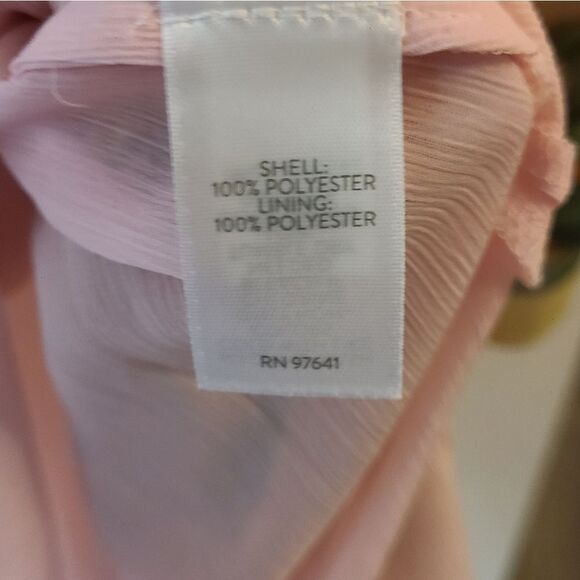 SHELL:
100% POLYESTER
LINING:
100% POLYESTER
RN 97641